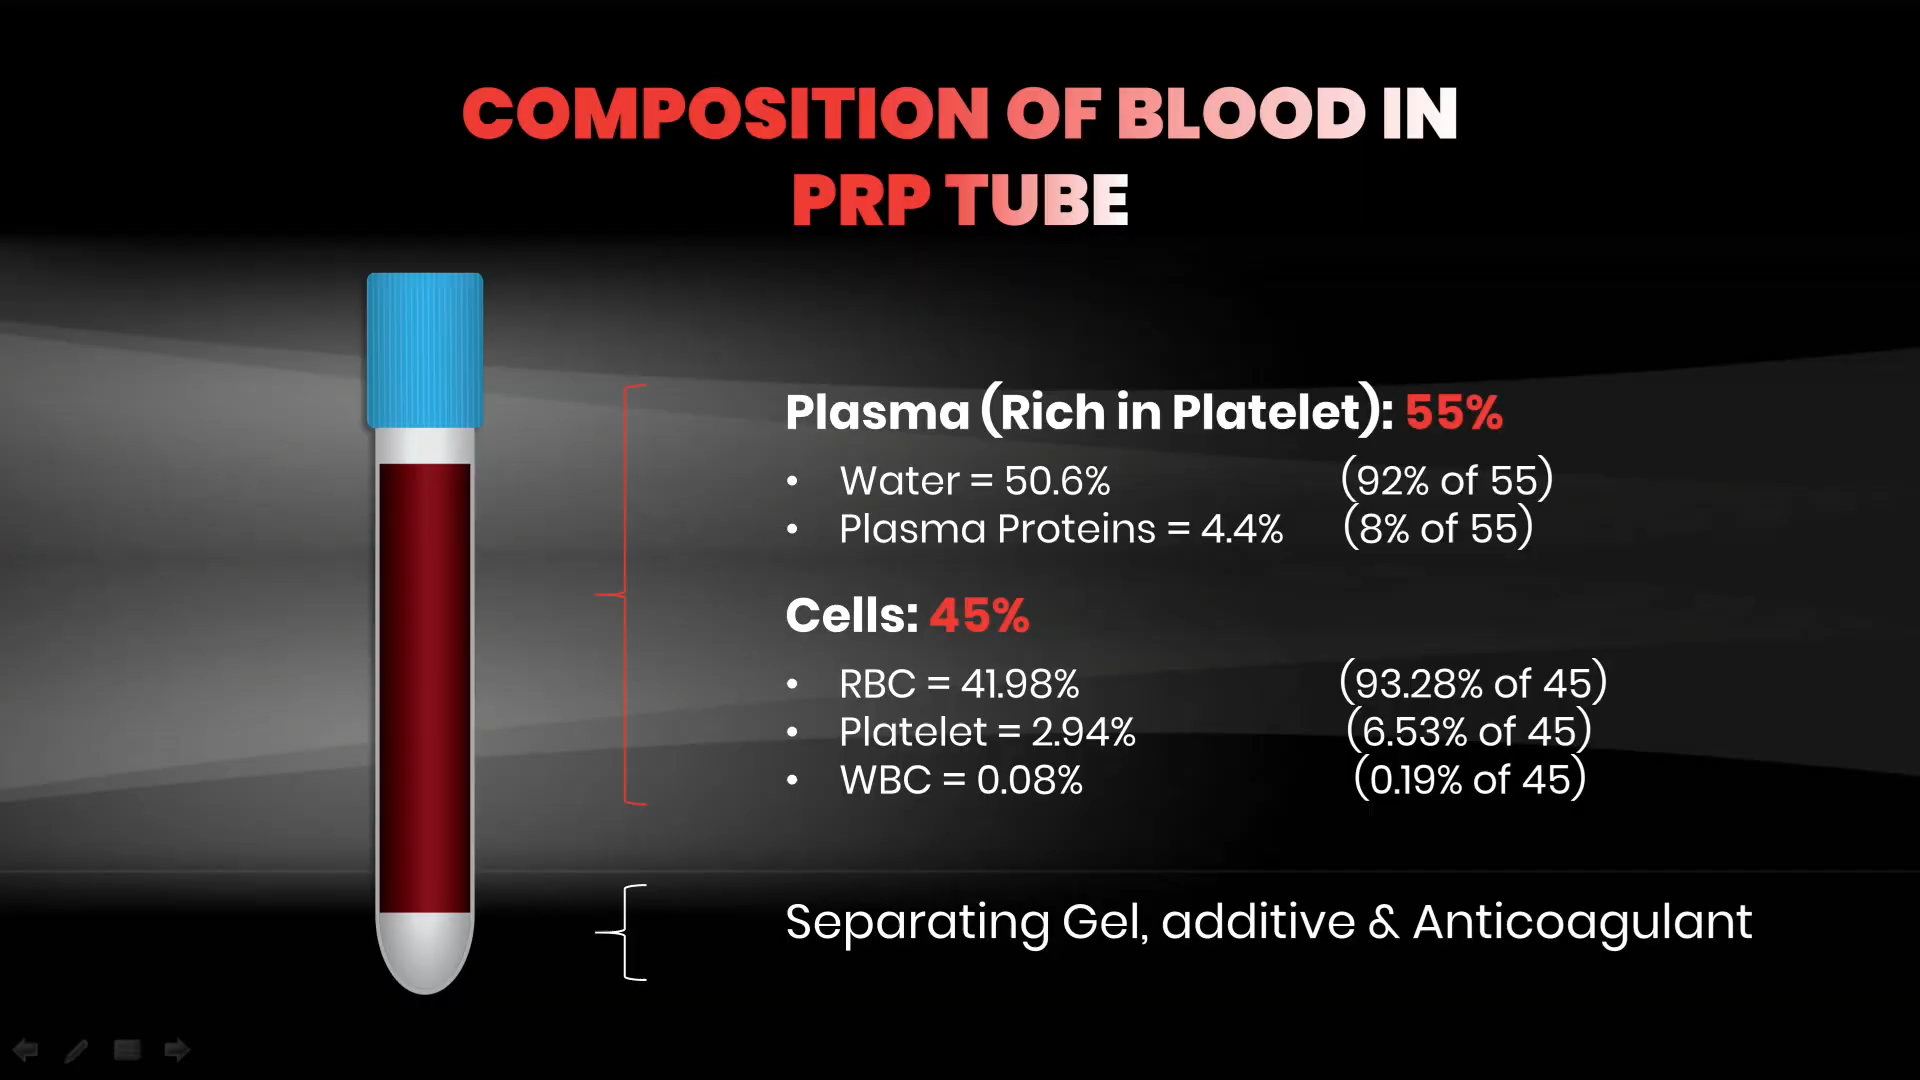 COMPOSITION OF BLOOD IN
PRP TUBE
Plasma (Rich in Platelet): 55%
• Water = 50.6% (92% of 55)
• Plasma Proteins = 4.4% (8% of 55)
Cells: 45%
• RBC = 41.98% (93.28% of 45)
• Platelet = 2.94% (6.53% of 45)
• WBC = 0.08% (0.19% of 45)
Separating Gel, additive & Anticoagulant